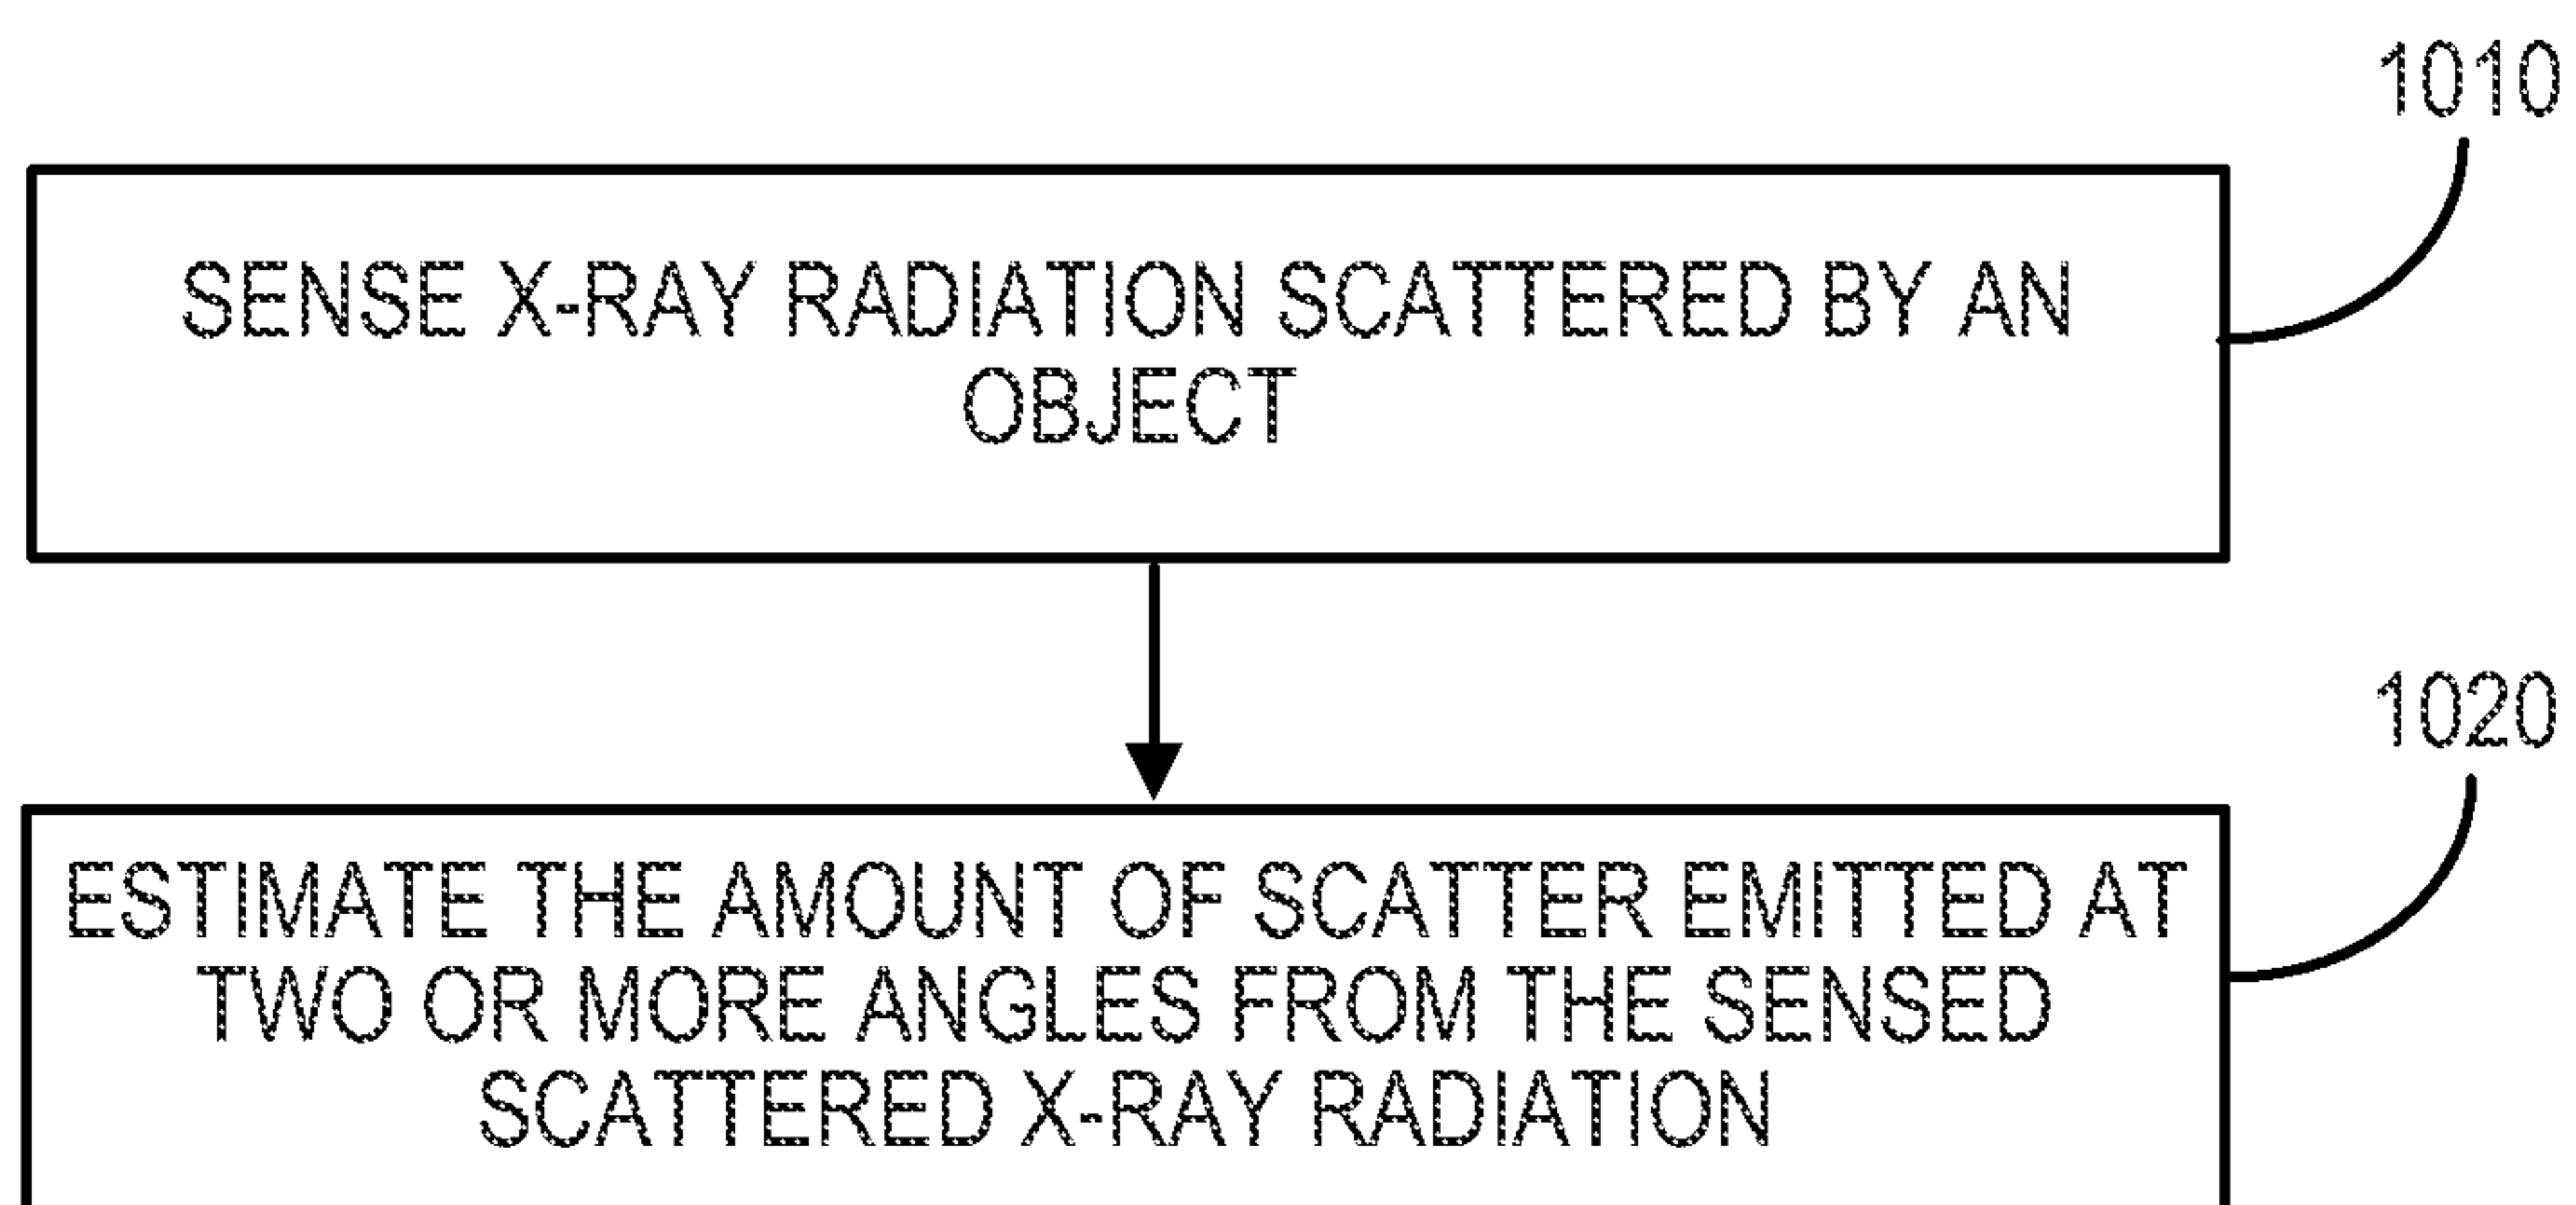 1010
SENSE X-RAY RADIATION SCATTERED BY AN
OBJECT
1020
ESTIMATE THE AMOUNT OF SCATTER EMITTED AT
TWO OR MORE ANGLES FROM THE SENSED
SCATTERED X-RAY RADIATION